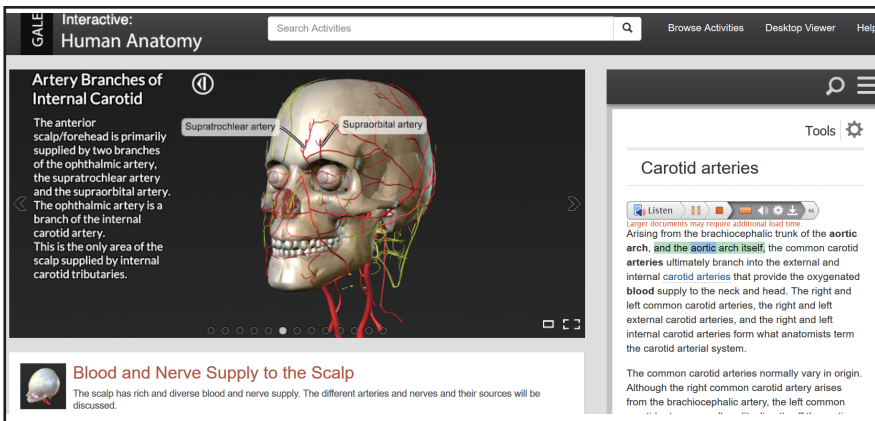 GALE
Interactive:
Human Anatomy
Search Activities
Browse Activities
Desktop Viewer
Help
Artery Branches of
Internal Carotid
The anterior
scalp/forehead is primarily
supplied by two branches
of the ophthalmic artery,
the supratrochlear artery
and the supraorbital artery.
The ophthalmic artery is a
branch of the internal
carotid artery.
This is the only area of the
scalp supplied by internal
carotid tributaries.
Supratrochlear artery
Supraorbital artery
Blood and Nerve Supply to the Scalp
The scalp has rich and diverse blood and nerve supply. The different arteries and nerves and their sources will be
discussed.
Tools
Carotid arteries
Listen
Larger documents may require additional load time.
Arising from the brachiocephalic trunk of the aortic
arch, and the aortic arch itself, the common carotid
arteries ultimately branch into the external and
internal carotid arteries that provide the oxygenated
blood supply to the neck and head. The right and
left common carotid arteries, the right and left
external carotid arteries, and the right and left
internal carotid arteries form what anatomists term
the carotid arterial system.
The common carotid arteries normally vary in origin.
Although the right common carotid artery arises
from the brachiocephalic artery, the left common